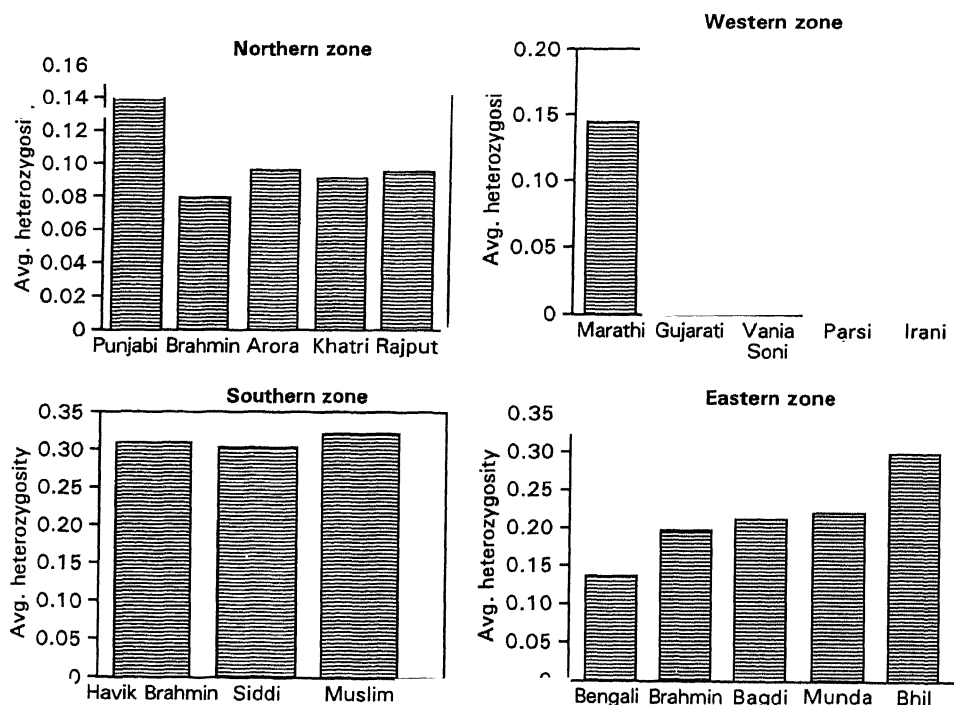 Northern zone
Avg. heterozygosi
0.16
0.14
0.12
0.10
0.08
0.06
0.04
0.02
0
Punjabi Brahmin Arora Khatri Rajput
Western zone
Avg. heterozygosi
0.20
0.15
0.10
0.05
0
Marathi Gujarati Vania Parsi Irani
Soni
Southern zone
Avg. heterozygosity
0.35
0.30
0.25
0.20
0.15
0.10
0.05
0
Havik Brahmin Siddi Muslim
Eastern zone
Avg. heterozygosity
0.35
0.30
0.20
0.10
0.05
Bengali Brahmin Bagdi Munda Bhil